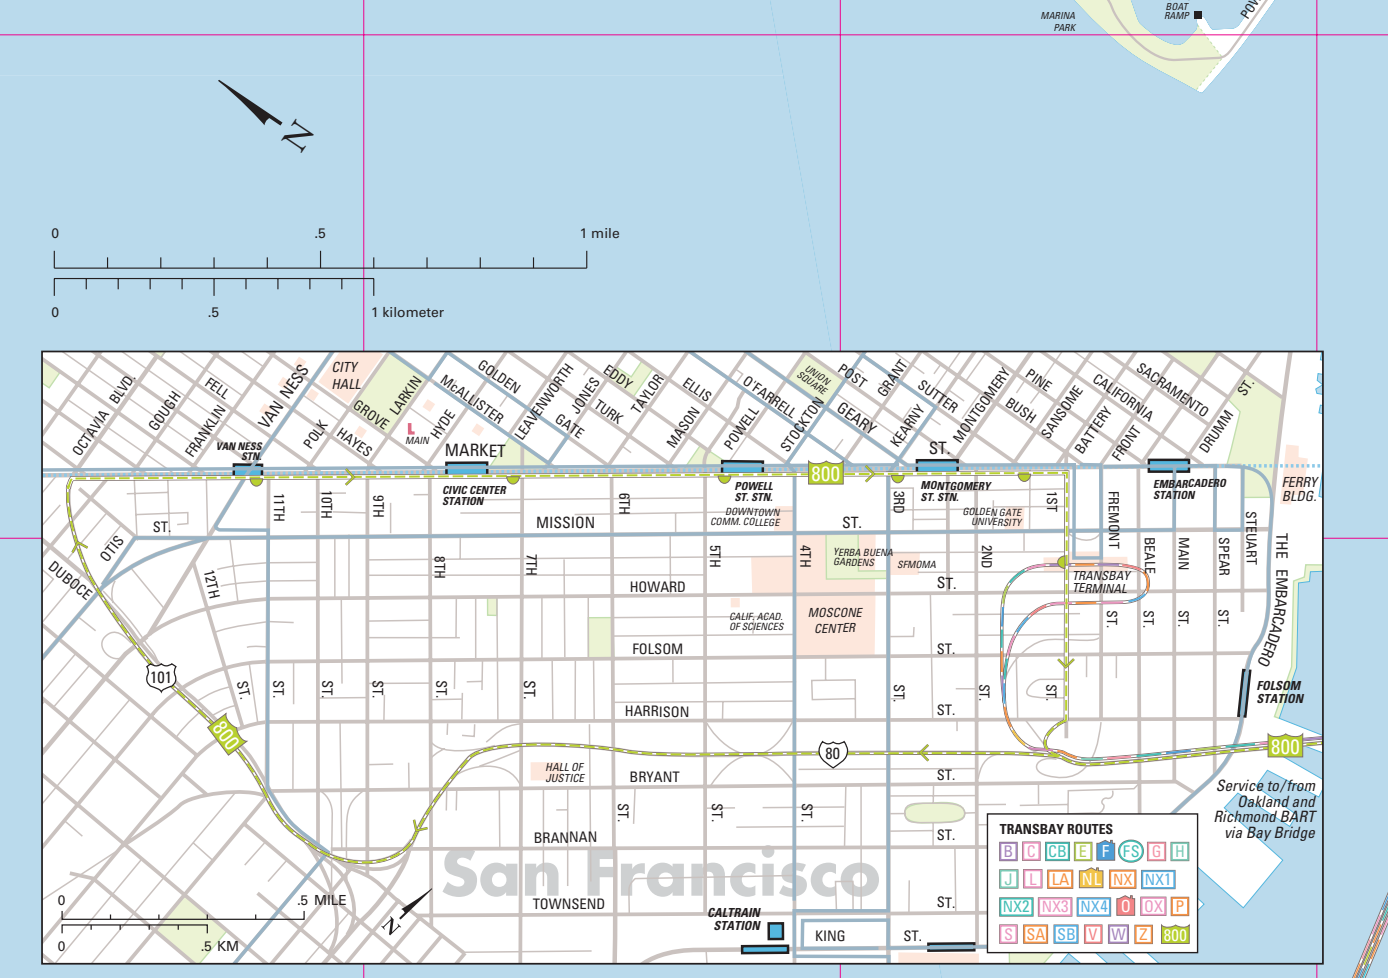 MARINA
PARK
BOAT
RAMP
N
0
.5
1 mile
0
.5
1 kilometer
OCTAVIA BLVD.
GOUGH
FELL
FRANKLIN
VAN NESS
CITY
HALL
POLK
GROVE
HAYES
LARKIN
MAIN
HYDE
McALLISTER
GOLDEN
GATE
LEAVENWORTH
JONES
EDDY
TURK
TAYLOR
ELLIS
MASON
O'FARRELL
POWELL
UNION
SQUARE
STOCKTON
POST
GEARY
GRANT
KEARNY
SUTTER
MONTGOMERY
BUSH
PINE
SANSOME
CALIFORNIA
BATTERY
FRONT
SACRAMENTO
DRUMM
ST.
VAN NESS
STN.
MARKET
ST.
800
CIVIC CENTER
STATION
POWELL
ST. STN.
MONTGOMERY
ST. STN.
EMBARCADERO
STATION
FERRY
BLDG.
11TH
10TH
9TH
6TH
3RD
1ST
FREMONT
STEUART
DOWNTOWN
COMM. COLLEGE
GOLDEN GATE
UNIVERSITY
ST.
MISSION
ST.
OTIS
DUBOCE
12TH
8TH
7TH
5TH
4TH
YERBA BUENA
GARDENS
SFMOMA
2ND
BEALE
MAIN
SPEAR
THE EMBARCADERO
HOWARD
ST.
TRANSBAY
TERMINAL
CALIF. ACAD.
OF SCIENCES
MOSCONE
CENTER
ST.
ST.
ST.
ST.
FOLSOM
ST.
101
ST.
ST.
ST.
ST.
ST.
ST.
ST.
ST.
ST.
FOLSOM
STATION
HARRISON
ST.
800
80
800
HALL OF
JUSTICE
BRYANT
ST.
Service to/from
Oakland and
Richmond BART
via Bay Bridge
ST.
ST.
ST.
BRANNAN
ST.
San Francisco
TOWNSEND
ST.
0
.5 MILE
0
.5 KM
N
CALTRAIN
STATION
KING
ST.
TRANSBAY ROUTES
B C CB E F FS G H
J L LA NL NX NX1
NX2 NX3 NX4 O OX P
S SA SB V W Z 800